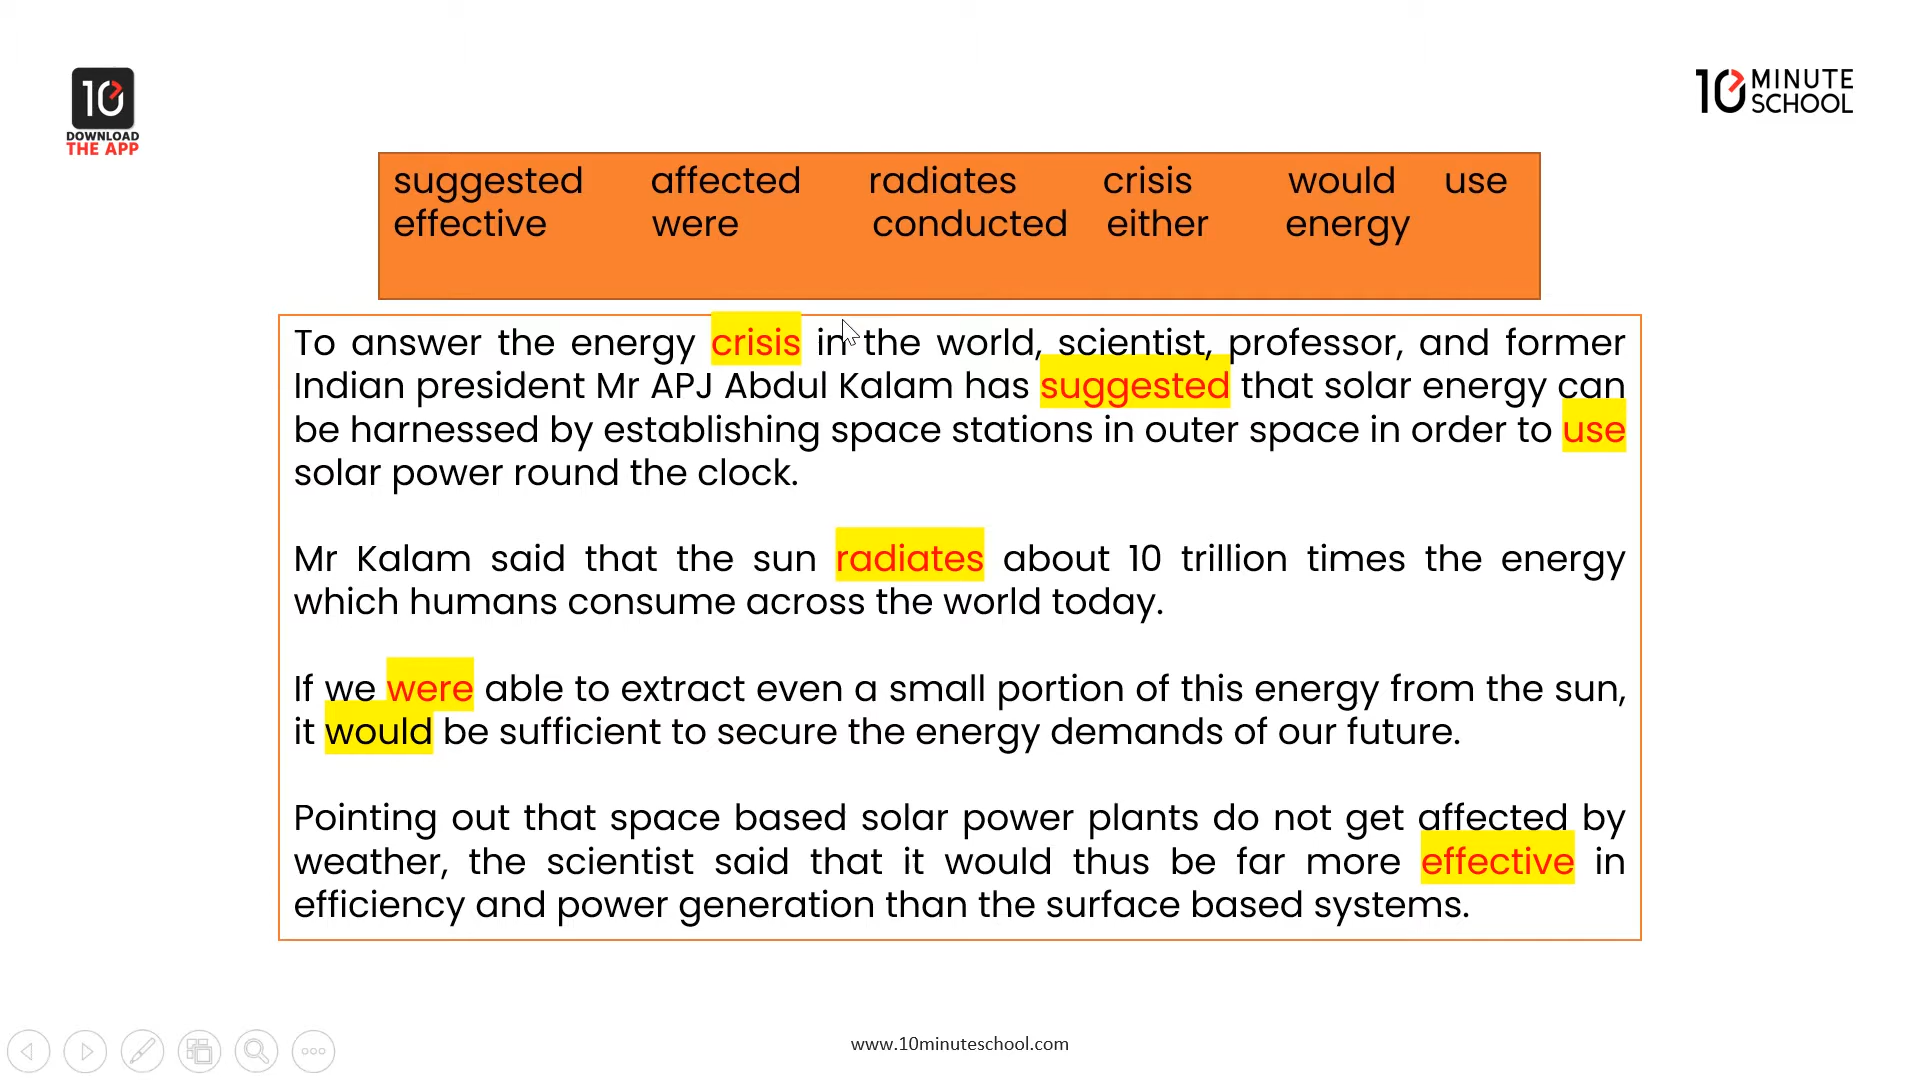 10 MINUTE
SCHOOL
10
DOWNLOAD
THE APP
suggested affected radiates crisis would use
effective were conducted either energy
To answer the energy crisis in the world, scientist, professor, and former
Indian president Mr APJ Abdul Kalam has suggested that solar energy can
be harnessed by establishing space stations in outer space in order to use
solar power round the clock.
Mr Kalam said that the sun radiates about 10 trillion times the energy
which humans consume across the world today.
If we were able to extract even a small portion of this energy from the sun,
it would be sufficient to secure the energy demands of our future.
Pointing out that space based solar power plants do not get affected by
weather, the scientist said that it would thus be far more effective in
efficiency and power generation than the surface based systems.
www.10minuteschool.com